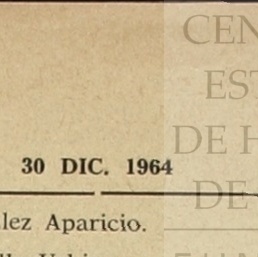 CEN
EST
DE H
DE
30 DIC. 1964
lez Aparicio.